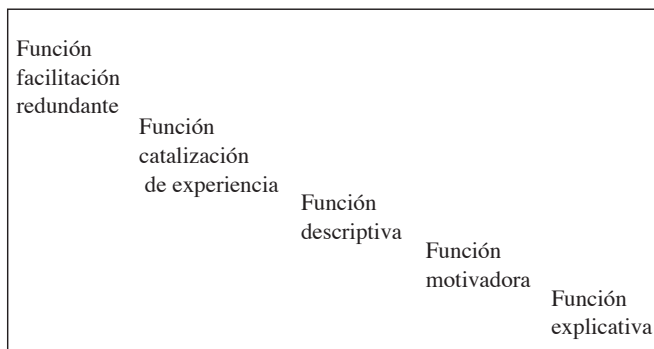 Función
facilitación
redundante
Función
catalización
de experiencia
Función
descriptiva
Función
motivadora
Función
explicativa